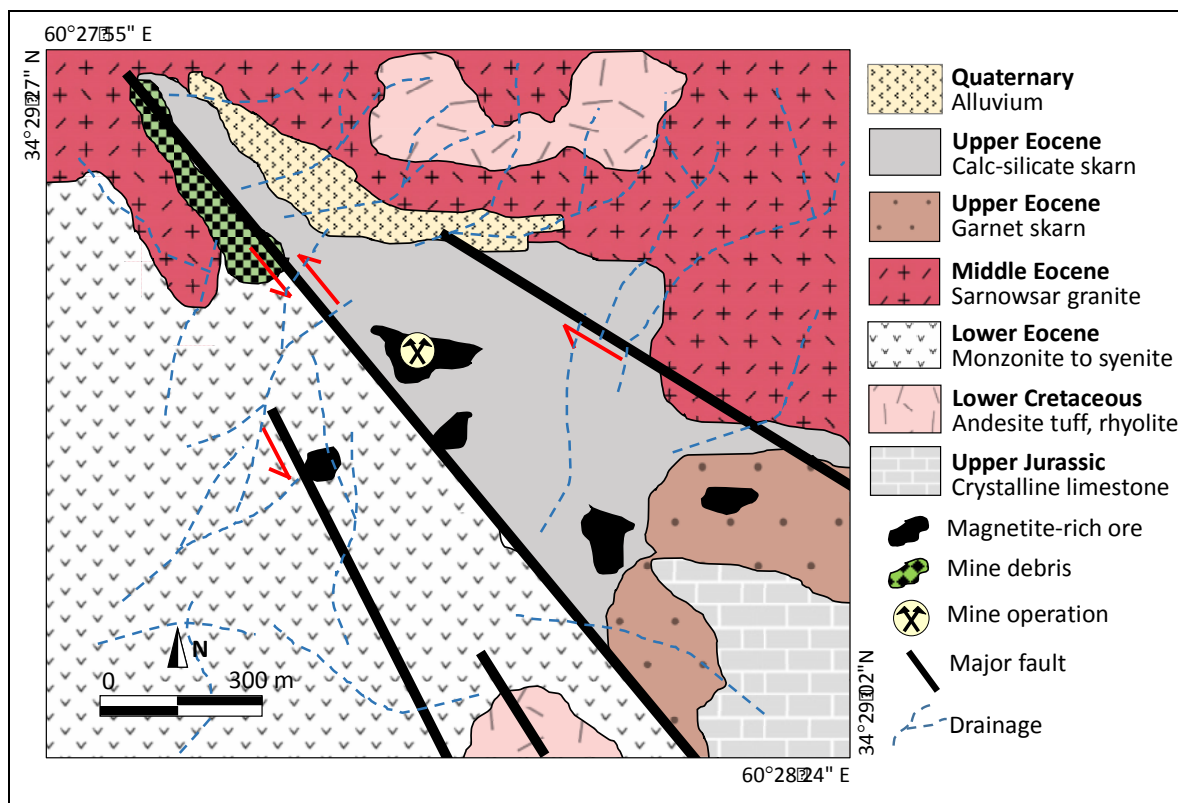 60°27⍰55" E
34°29⍰27" N
N
0 300 m
34°29⍰02"N
60°28⍰24" E
Quaternary
Alluvium
Upper Eocene
Calc-silicate skarn
Upper Eocene
Garnet skarn
Middle Eocene
Sarnowsar granite
Lower Eocene
Monzonite to syenite
Lower Cretaceous
Andesite tuff, rhyolite
Upper Jurassic
Crystalline limestone
Magnetite-rich ore
Mine debris
Mine operation
Major fault
Drainage